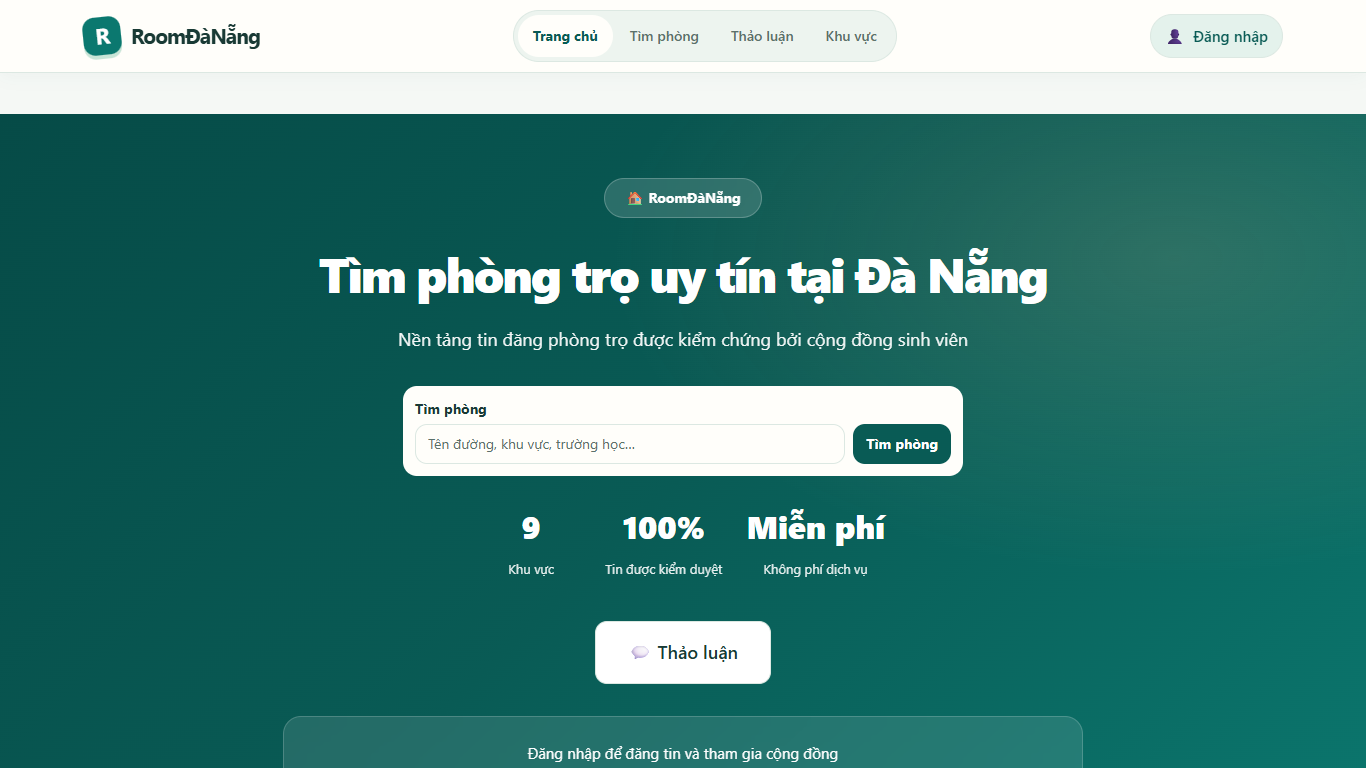 R RoomĐàNẵng
Trang chủ Tìm phòng Thảo luận Khu vực
Đăng nhập
RoomĐàNẵng
Tìm phòng trọ uy tín tại Đà Nẵng
Nền tảng tin đăng phòng trọ được kiểm chứng bởi cộng đồng sinh viên
Tìm phòng
Tên đường, khu vực, trường học... Tìm phòng
9 100% Miễn phí
Khu vực Tin được kiểm duyệt Không phí dịch vụ
Thảo luận
Đăng nhập để đăng tin và tham gia cộng đồng